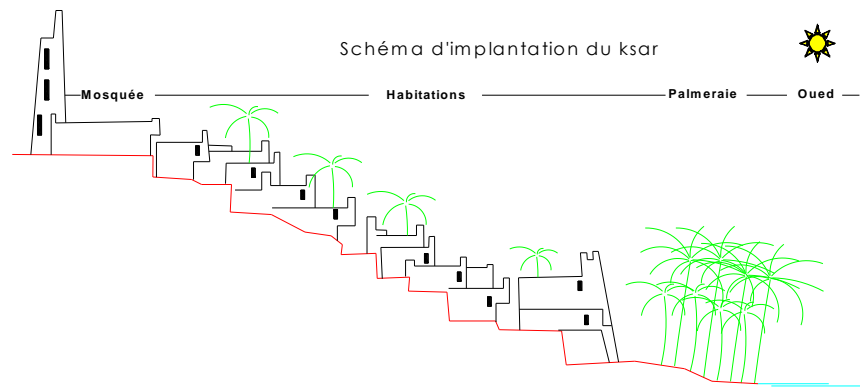 Schéma d'implantation du ksar
Mosquée Habitations Palmeraie Oued